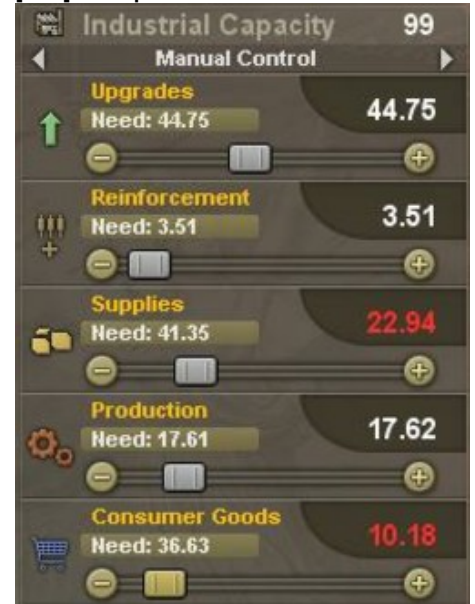 Industrial Capacity 99
Manual Control
Upgrades
Need: 44.75 44.75
Reinforcement
Need: 3.51 3.51
Supplies
Need: 41.35 22.94
Production
Need: 17.61 17.62
Consumer Goods
Need: 36.63 10.18